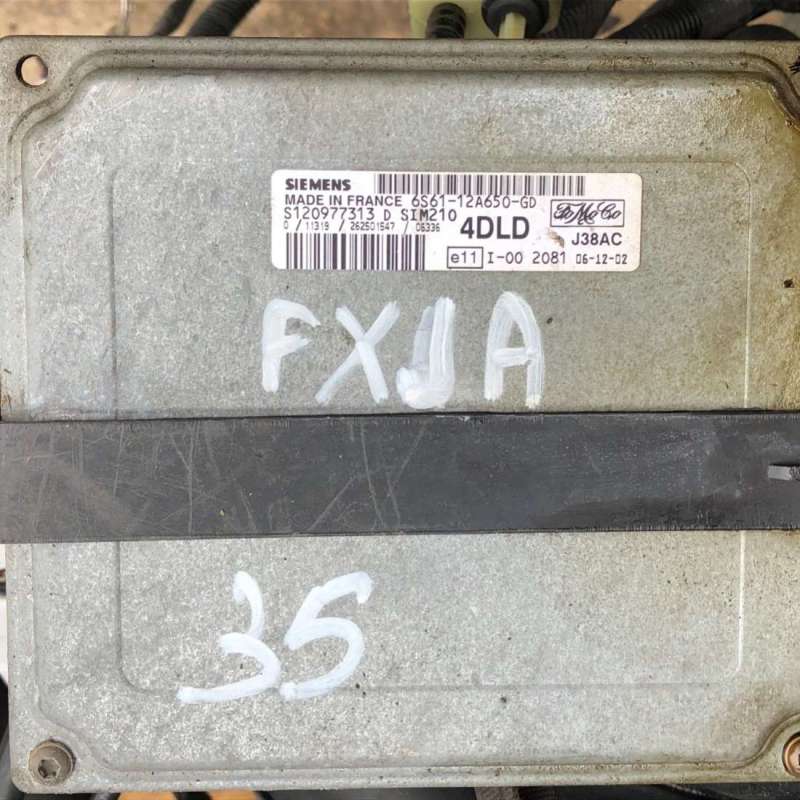 SIEMENS
MADE IN FRANCE 6S61-12A650-GD
S120977313 D SIM210
0 / 11319 / 262501547 / 06336
4DLD
FoMoCo
J38AC
e11 I-00 2081 06-12-02
FXJA
35